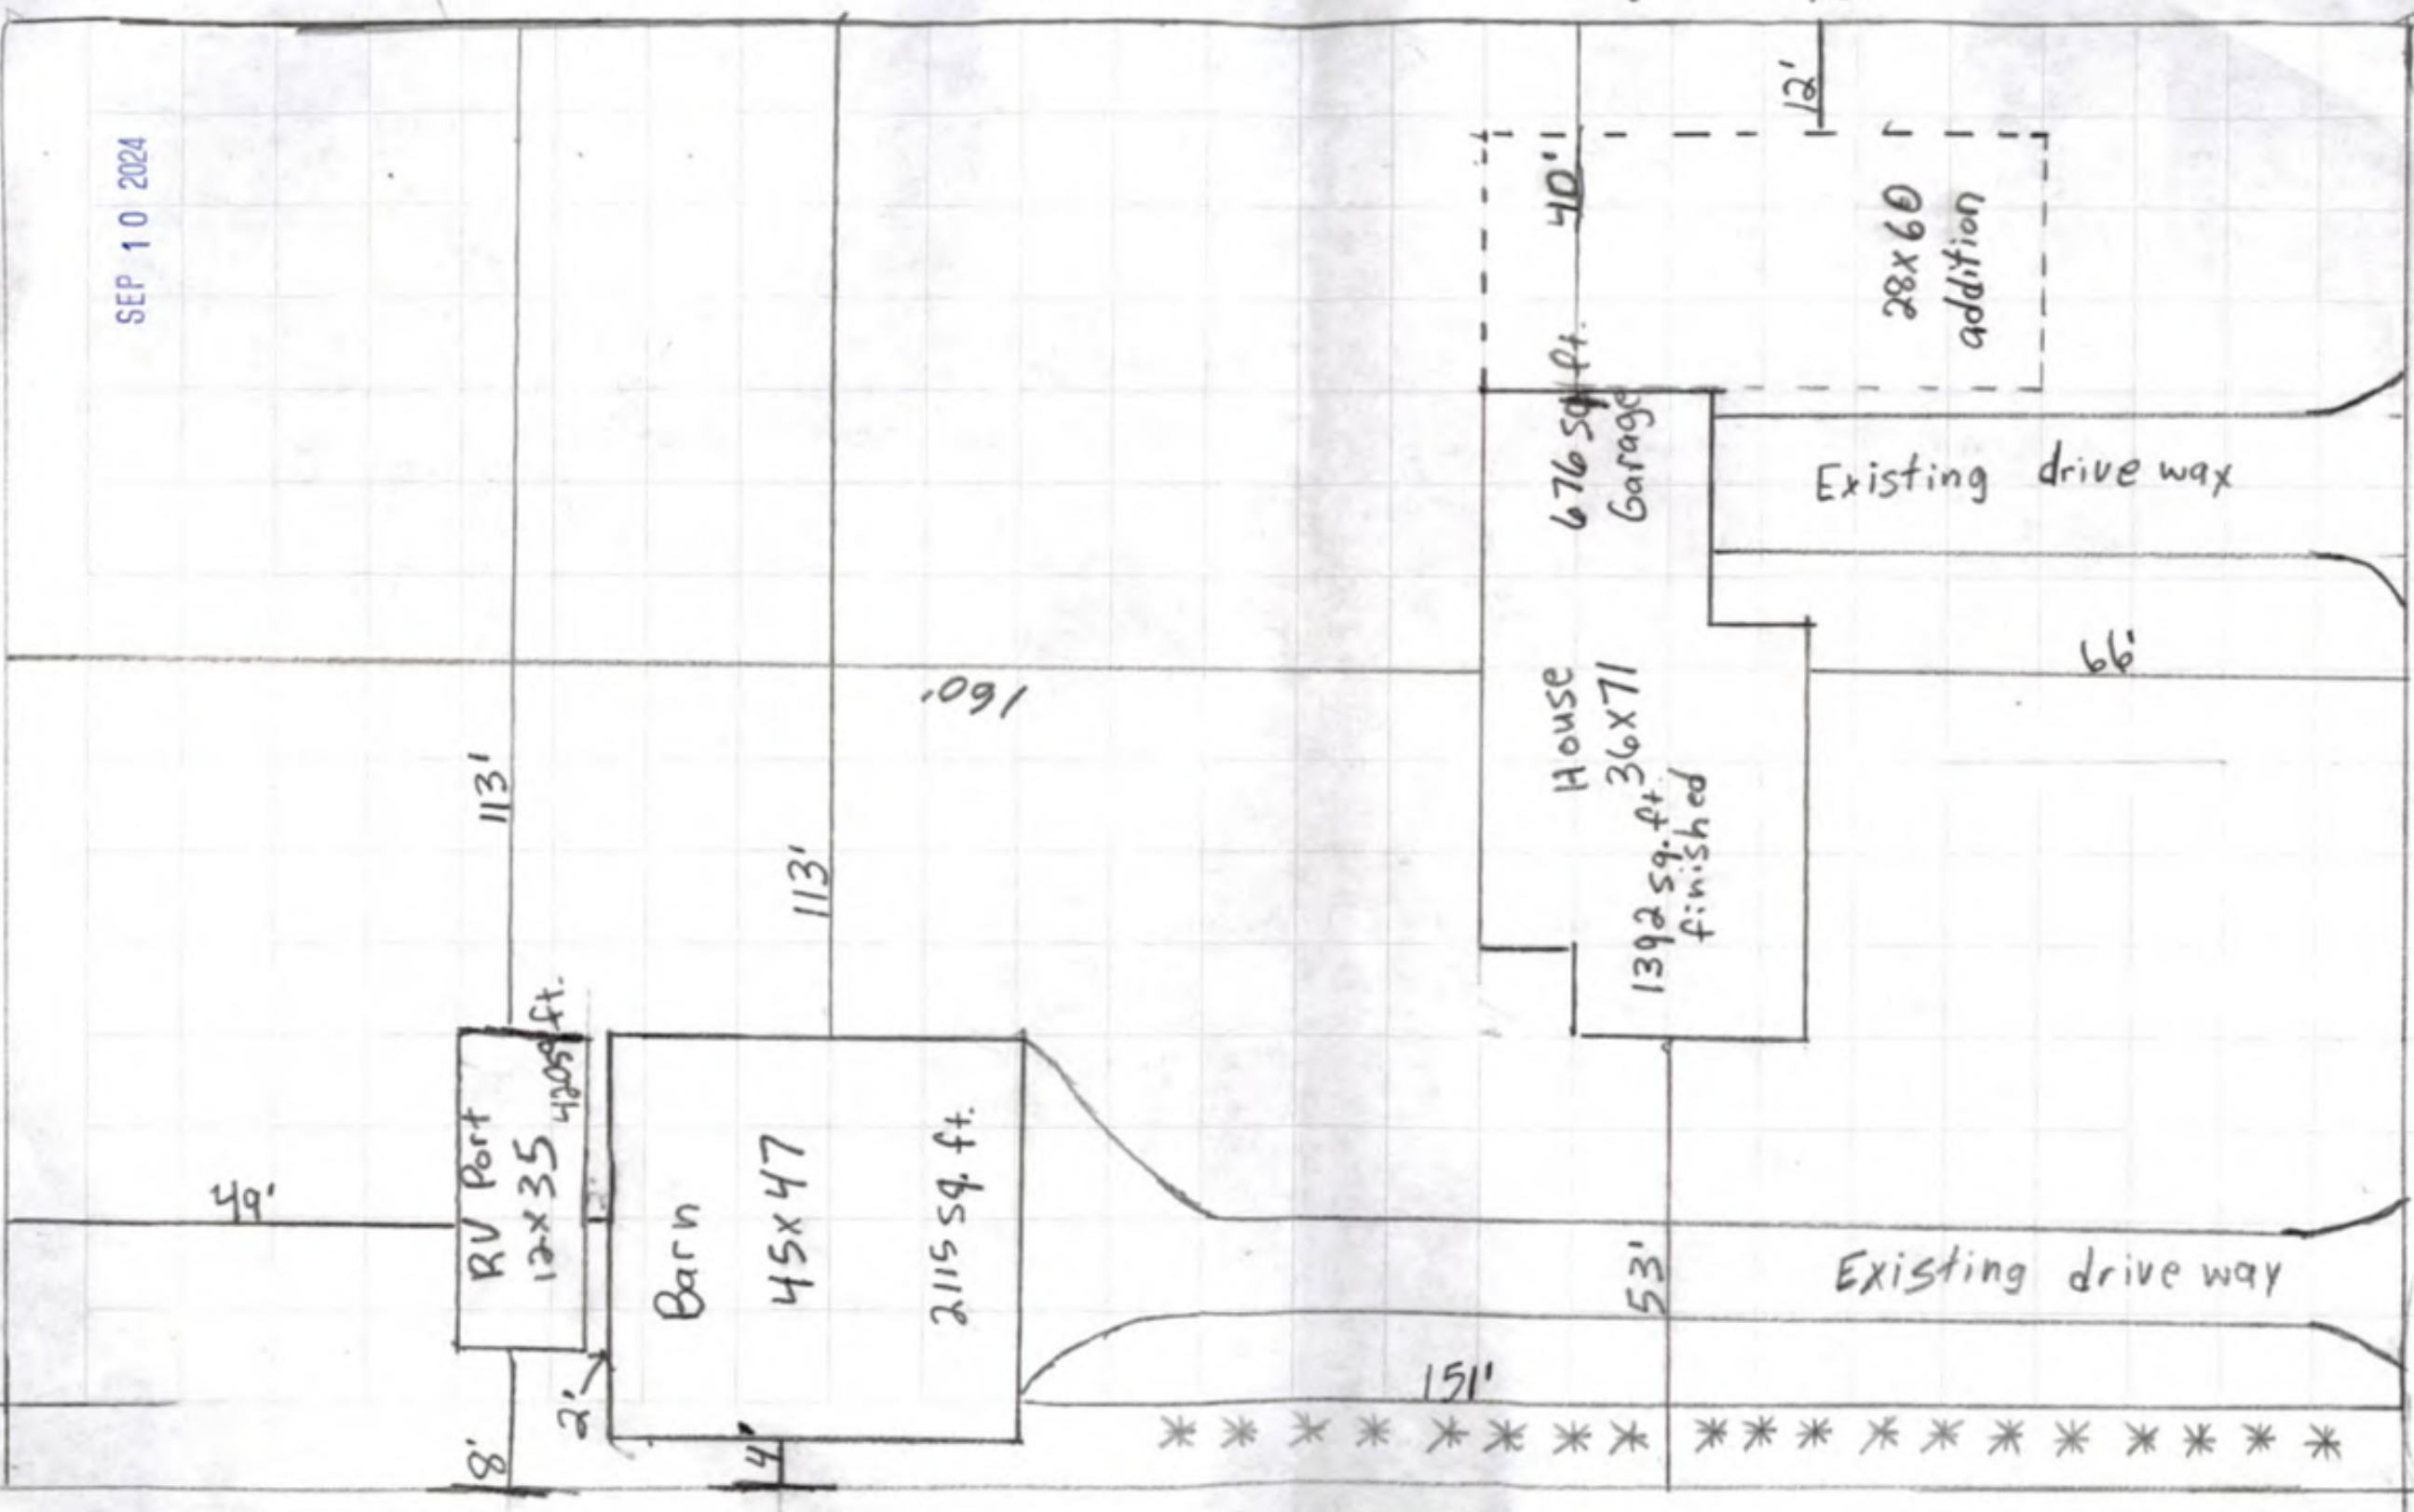 SEP 10 2024
12'
40'
28x60
addition
676 sq ft.
Garage
Existing drive wax
66'
160'
113'
113'
House
36x71
1392 sq. ft.
finished
RV Port
12x35
420 sq ft.
49'
2'
Barn
45x47
2115 sq. ft.
53'
Existing drive way
151'
2'
8'
4'